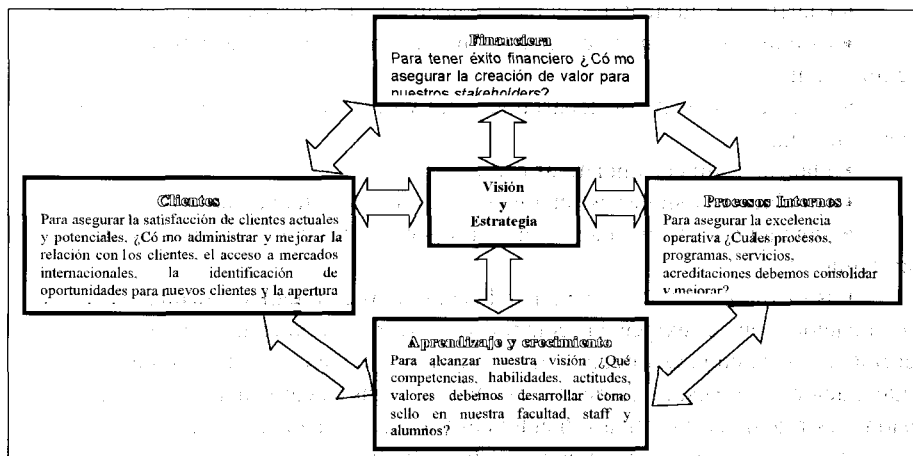 Financiera
Para tener éxito financiero ¿Cómo
asegurar la creación de valor para
nuestros stakeholders?
Clientes
Para asegurar la satisfacción de clientes actuales
y potenciales, ¿Cómo administrar y mejorar la
relación con los clientes, el acceso a mercados
internacionales, la identificación de
oportunidades para nuevos clientes y la apertura
Visión
y
Estrategia
Procesos Internos
Para asegurar la excelencia
operativa ¿Cuáles procesos,
programas, servicios,
acreditaciones debemos consolidar
y mejorar?
Aprendizaje y crecimiento
Para alcanzar nuestra visión ¿Qué
competencias, habilidades, actitudes,
valores debemos desarrollar como
sello en nuestra facultad, staff y
alumnos?